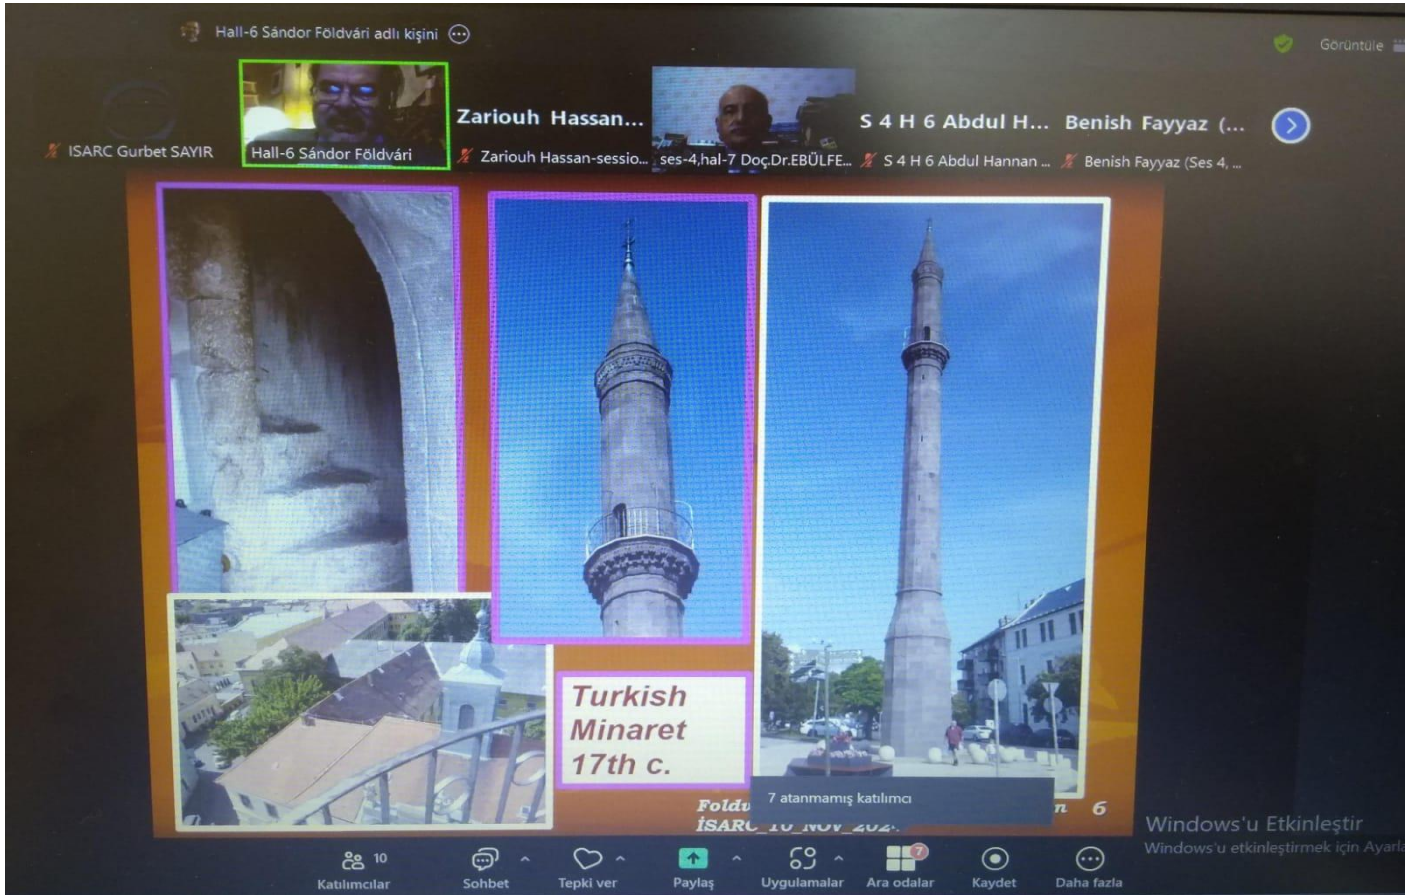 Hall-6 Sándor Földvári adlı kişini
Görüntüle
ISARC Gurbet SAYIR
Hall-6 Sándor Földvári
Zariouh Hassan...
Zariouh Hassan-sessio...
ses-4,hal-7 Doç.Dr.EBÜLFE...
S 4 H 6 Abdul H...
S 4 H 6 Abdul Hannan ...
Benish Fayyaz (...
Benish Fayyaz (Ses 4, ...
Turkish
Minaret
17th c.
7 atanmamış katılımcı
6
Windows'u Etkinleştir
Windows'u etkinleştirmek için Ayarla
10
7
Katılımcılar
Sohbet
Tepki ver
Paylaş
Uygulamalar
Ara odalar
Kaydet
Daha fazla